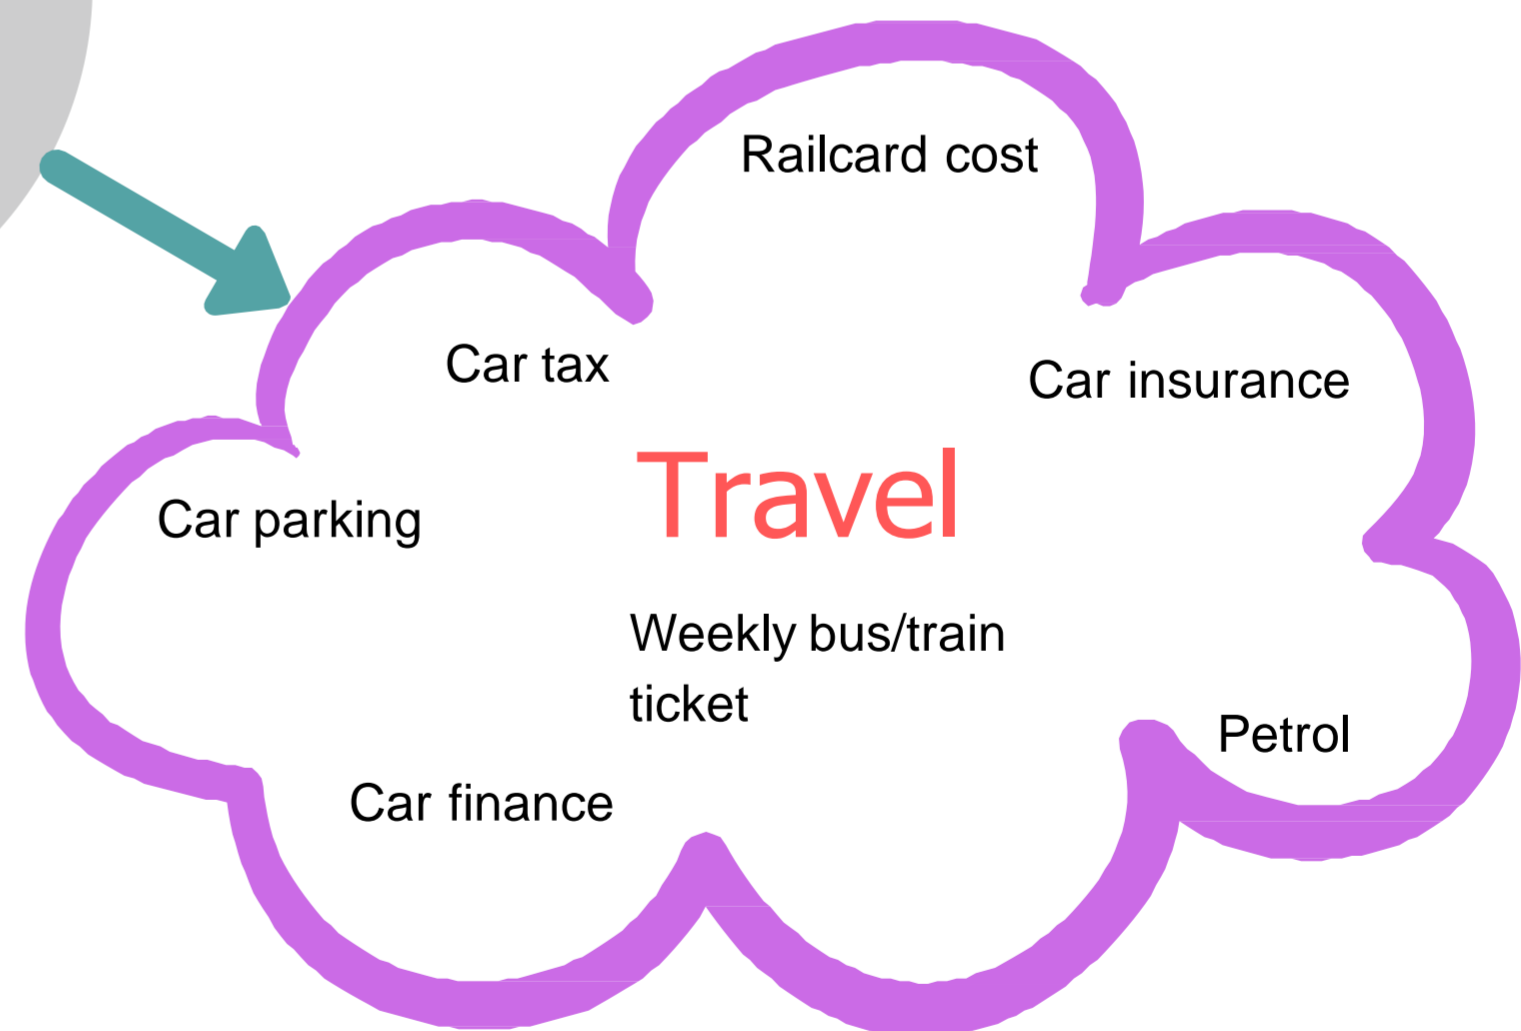 Railcard cost
Car tax
Car insurance
Travel
Car parking
Weekly bus/train
ticket
Petrol
Car finance